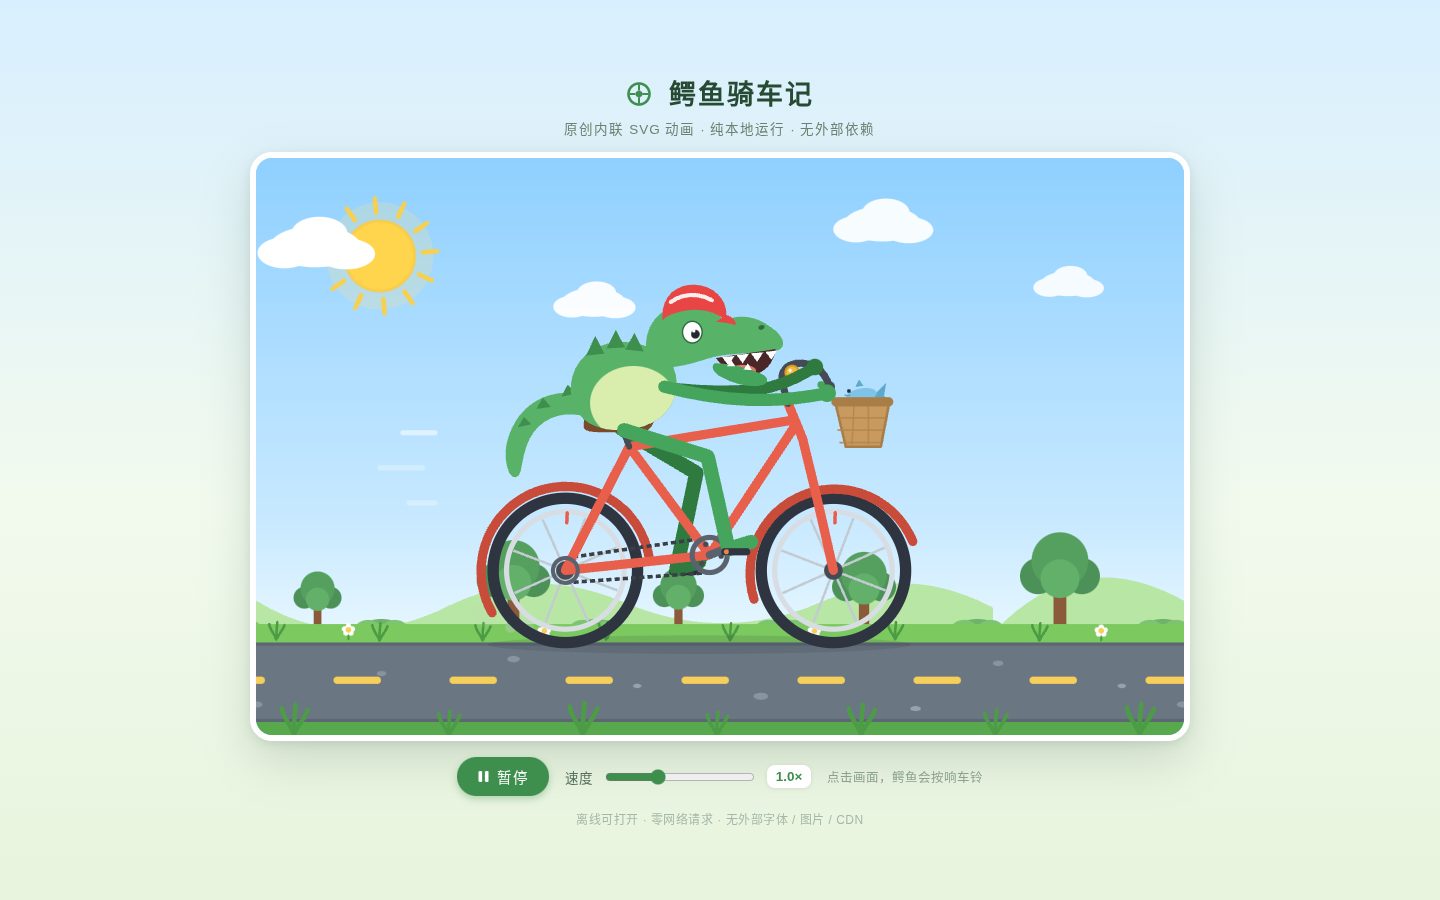 鳄鱼骑车记
原创内联 SVG 动画 · 纯本地运行 · 无外部依赖
暂停
速度
1.0×
点击画面，鳄鱼会按响车铃
离线可打开 · 零网络请求 · 无外部字体 / 图片 / CDN